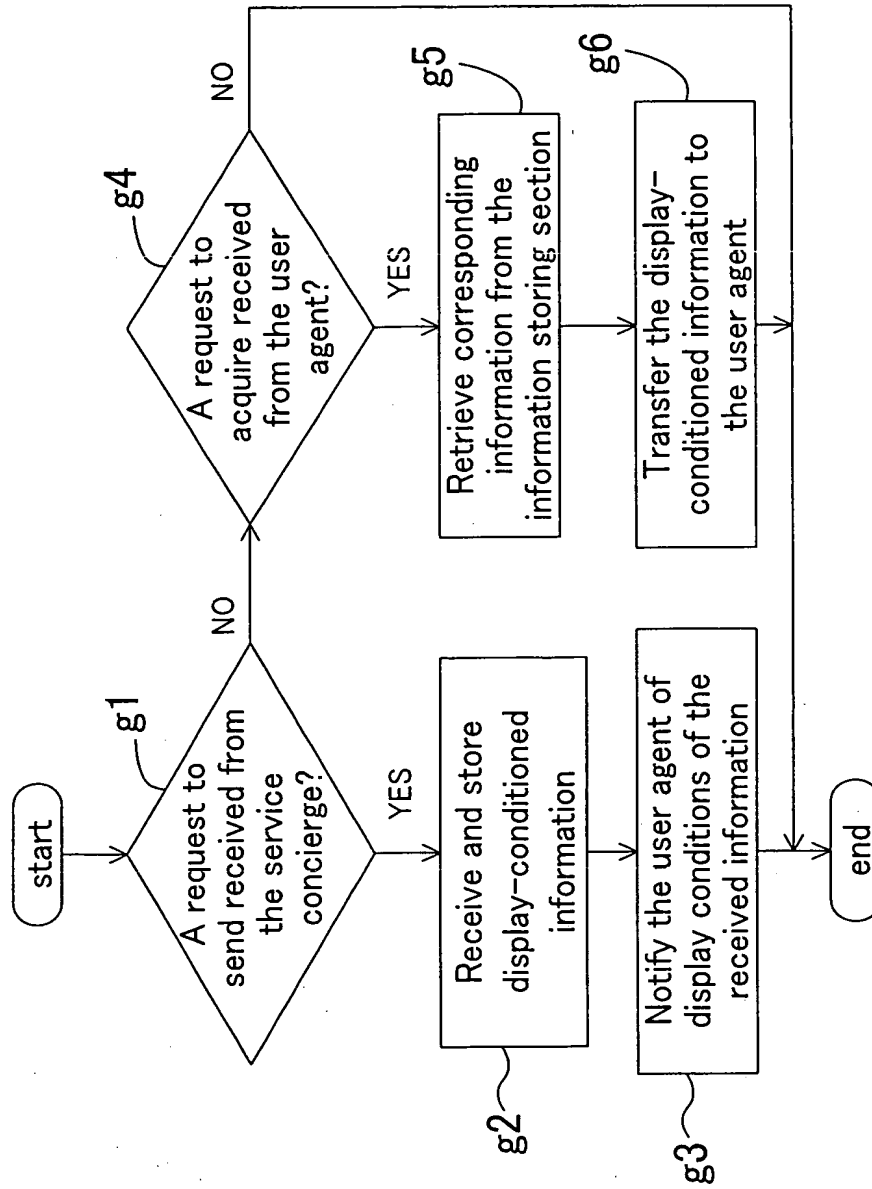 start
g1
A request to
send received from
the service
concierge?
NO
YES
g2
Receive and store
display-conditioned
information
g3
Notify the user agent of
display conditions of the
received information
end
g4
A request to
acquire received
from the user
agent?
NO
YES
g5
Retrieve corresponding
information from the
information storing section
g6
Transfer the display-
conditioned information to
the user agent